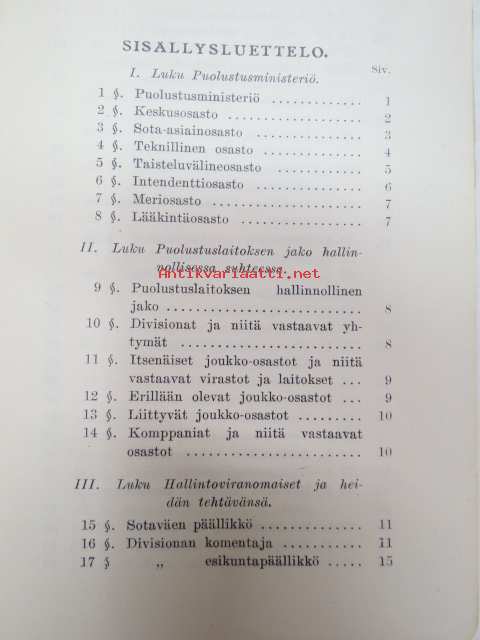 SISÄLLYSLUETTELO.
Siv.
I. Luku Puolustusministeriö.
1 §. Puolustusministeriö ............. 1
2 §. Keskusosasto ................... 2
3 §. Sota-asiainosasto ............... 3
4 §. Teknillinen osasto .............. 4
5 §. Taisteluvälineosasto ............ 5
6 §. Intendenttiosasto ............... 6
7 §. Meriosasto ..................... 7
8 §. Lääkintäosasto ................. 7
II. Luku Puolustuslaitoksen jako hallin-
nollisessa suhteessa.
Antikvariaatti.net
9 §. Puolustuslaitoksen hallinnollinen
jako ............................ 8
10 §. Divisionat ja niitä vastaavat yh-
tymät .......................... 8
11 §. Itsenäiset joukko-osastot ja niitä
vastaavat virastot ja laitokset ... 9
12 §. Erillään olevat joukko-osastot ... 9
13 §. Liittyvät joukko-osastot ......... 10
14 §. Komppaniat ja niitä vastaavat
osastot ......................... 10
III. Luku Hallintoviranomaiset ja hei-
dän tehtävänsä.
15 §. Sotaväen päällikkö .............. 11
16 §. Divisionan komentaja ........... 11
17 § „ esikuntapäällikkö ..... 15